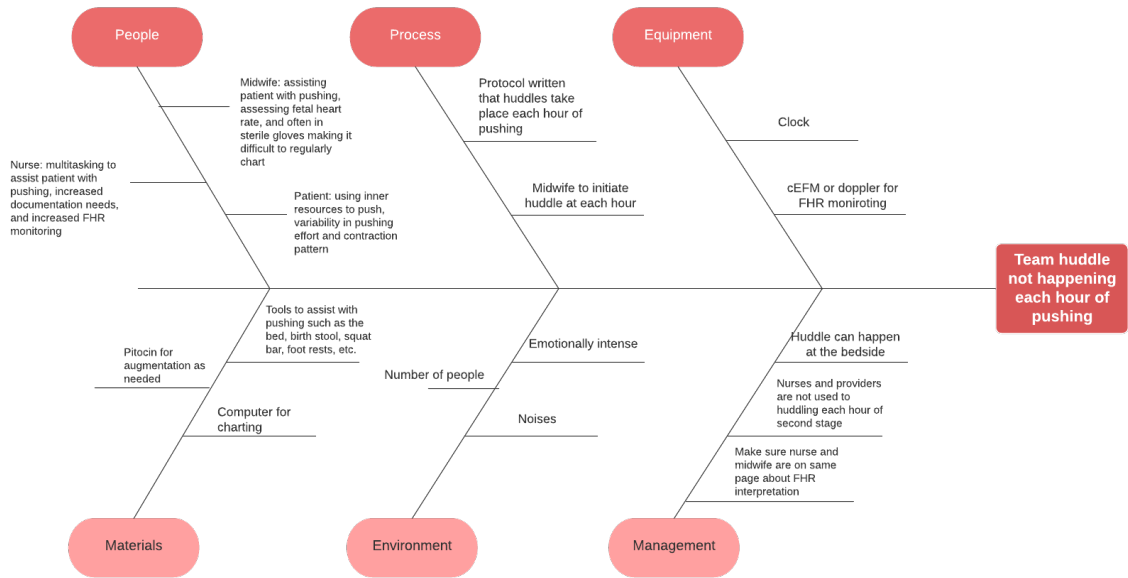 People
Process
Equipment
Midwife: assisting
patient with pushing,
assessing fetal heart
rate, and often in
sterile gloves making it
difficult to regularly
chart
Protocol written
that huddles take
place each hour of
pushing
Clock
Nurse: multitasking to
assist patient with
pushing, increased
documentation needs,
and increased FHR
monitoring
Patient: using inner
resources to push,
variability in pushing
effort and contraction
pattern
Midwife to initiate
huddle at each hour
cEFM or doppler for
FHR moniroting
Team huddle
not happening
each hour of
pushing
Tools to assist with
pushing such as the
bed, birth stool, squat
bar, foot rests, etc.
Pitocin for
augmentation as
needed
Computer for
charting
Emotionally intense
Number of people
Noises
Huddle can happen
at the bedside
Nurses and providers
are not used to
huddling each hour of
second stage
Make sure nurse and
midwife are on same
page about FHR
interpretation
Materials
Environment
Management